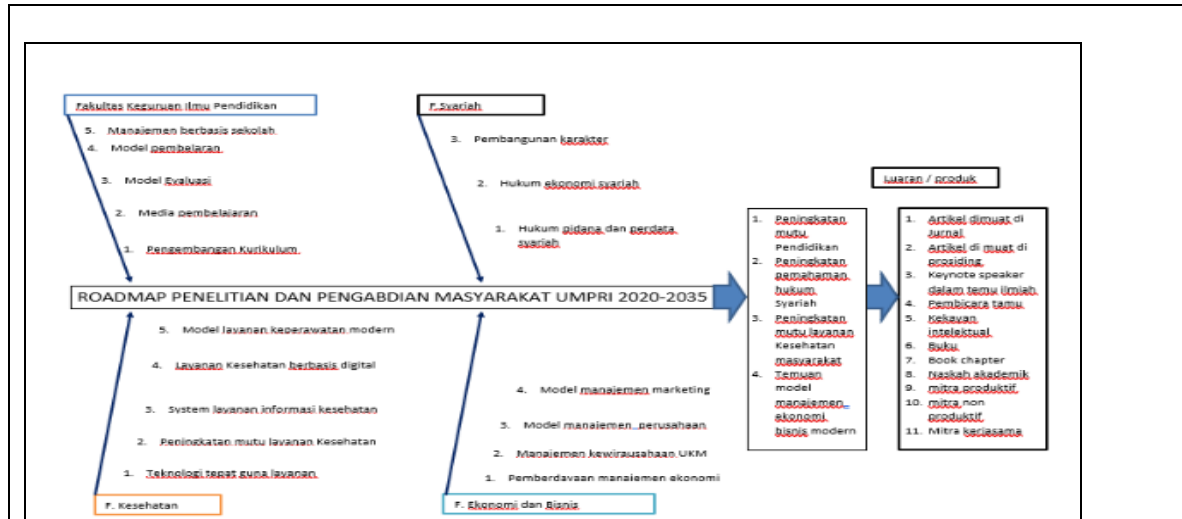 Fakultas Keguruan Ilmu Pendidikan
5. Manajemen berbasis sekolah
4. Model pembelaran
3. Model Evaluasi
2. Media pembelajaran
1. Pengembangan Kurikulum
F.Syariah
3. Pembangunan karakter
2. Hukum ekonomi syariah
1. Hukum pidana dan perdata
syariah
ROADMAP PENELITIAN DAN PENGABDIAN MASYARAKAT UMPRI 2020-2035
5. Model layanan keperawatan modern
4. Layanan Kesehatan berbasis digital
3. System layanan informasi kesehatan
2. Peningkatan mutu layanan Kesehatan
1. Teknologi tepat guna layanan
F. Kesehatan
4. Model manajemen marketing
3. Model manajemen perusahaan
2. Manajemen kewirausahaan UKM
1. Pemberdayaan manajemen ekonomi
F. Ekonomi dan Bisnis
1. Peningkatan
mutu
Pendidikan
2. Peningkatan
pemahaman
hukum
Syariah
3. Peningkatan
mutu layanan
Kesehatan
masyarakat
4. Temuan
model
manajemen
ekonomi
bisnis modern
Luaran / produk
1. Artikel dimuat di
Jurnal
2. Artikel di muat di
prosiding
3. Keynote speaker
dalam temu ilmiah
4. Pembicara tamu
5. Kekayan
intelektual
6. Buku
7. Book chapter
8. Naskah akademik
9. mitra produktif
10. mitra non
produktif
11. Mitra kerjasama